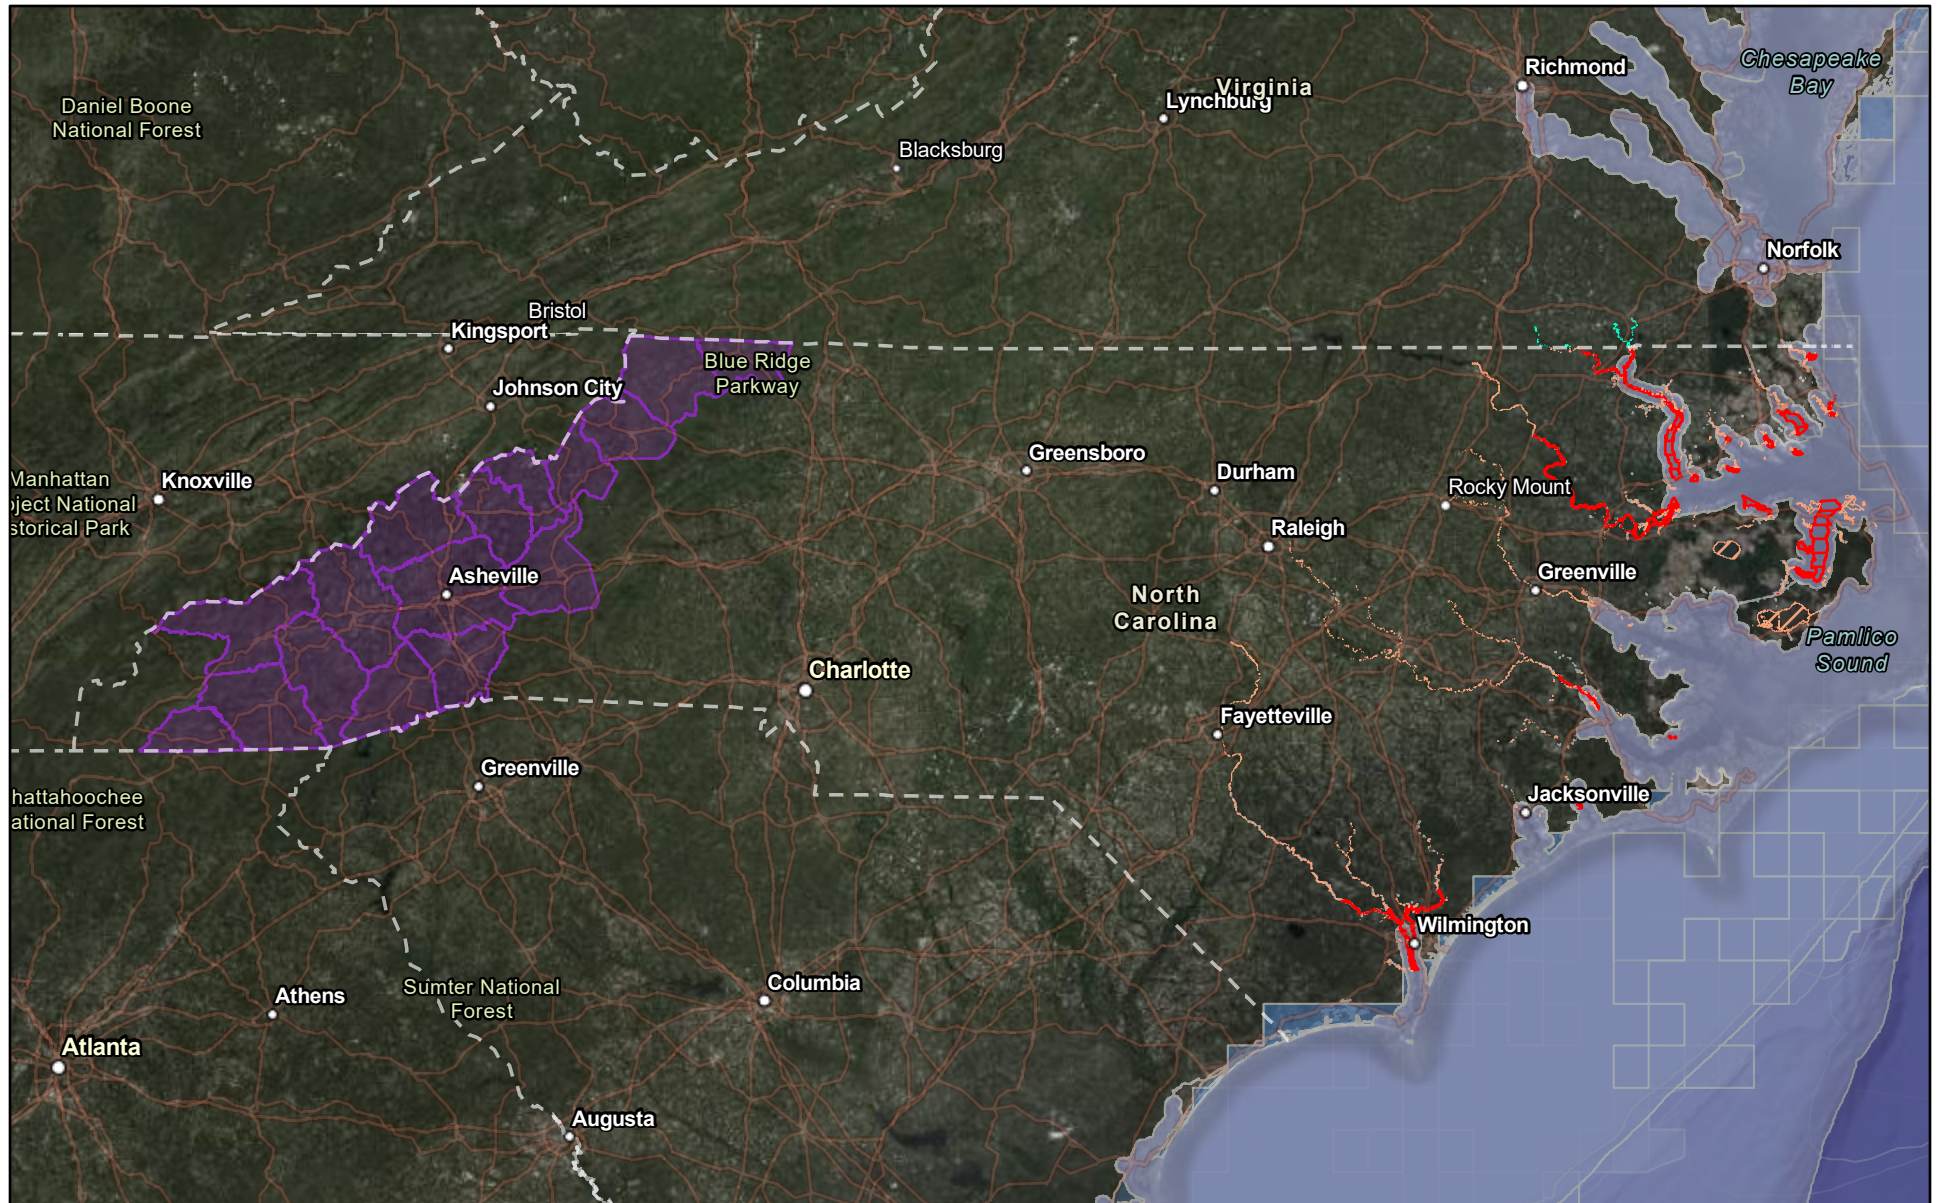 Chesapeake
Bay
Richmond
Virginia
Lynchburg
Daniel Boone
National Forest
Blacksburg
Norfolk
Bristol
Kingsport
Blue Ridge
Parkway
Johnson City
Greensboro
Durham
Knoxville
Manhattan
oject National
storical Park
Rocky Mount
Raleigh
Asheville
Greenville
North
Carolina
Pamlico
Sound
Charlotte
Fayetteville
Greenville
Jacksonville
hattahoochee
ational Forest
Wilmington
Columbia
Sumter National
Forest
Athens
Atlanta
Augusta